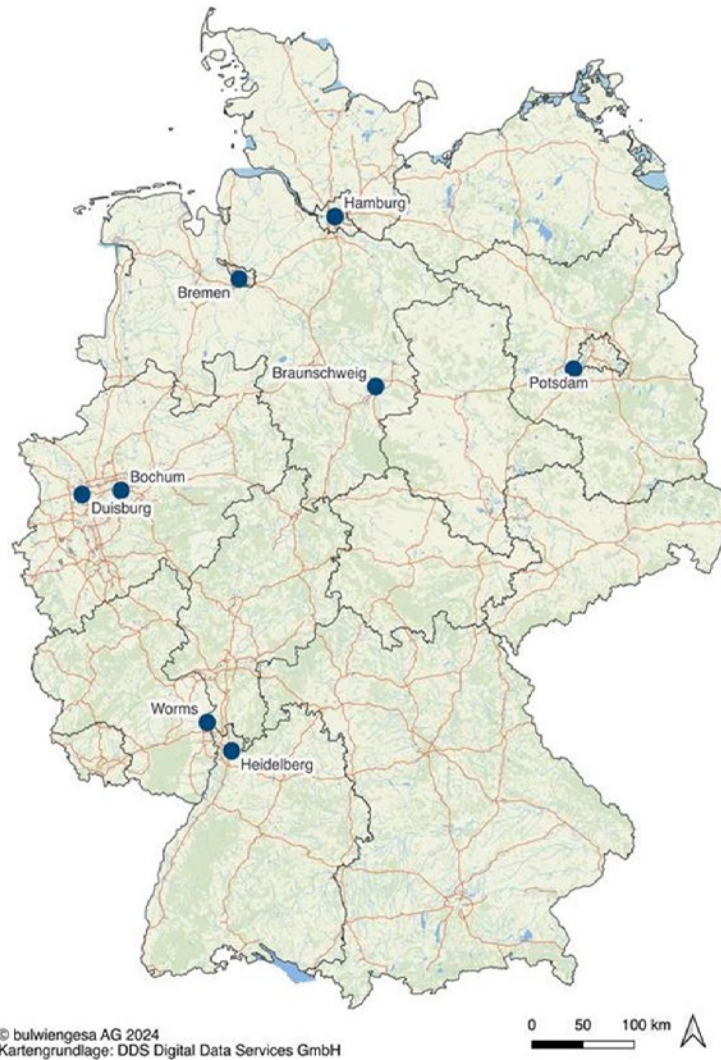 Hamburg
Bremen
Braunschweig
Potsdam
Bochum
Duisburg
Worms
Heidelberg
© bulwiengesa AG 2024
Kartengrundlage: DDS Digital Data Services GmbH
0 50 100 km